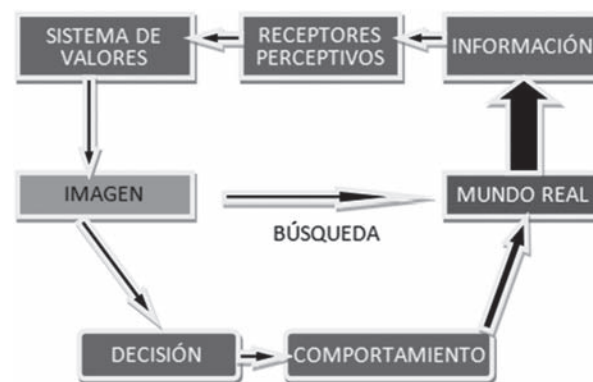 SISTEMA DE
VALORES
RECEPTORES
PERCEPTIVOS
INFORMACIÓN
IMAGEN
BÚSQUEDA
MUNDO REAL
DECISIÓN
COMPORTAMIENTO